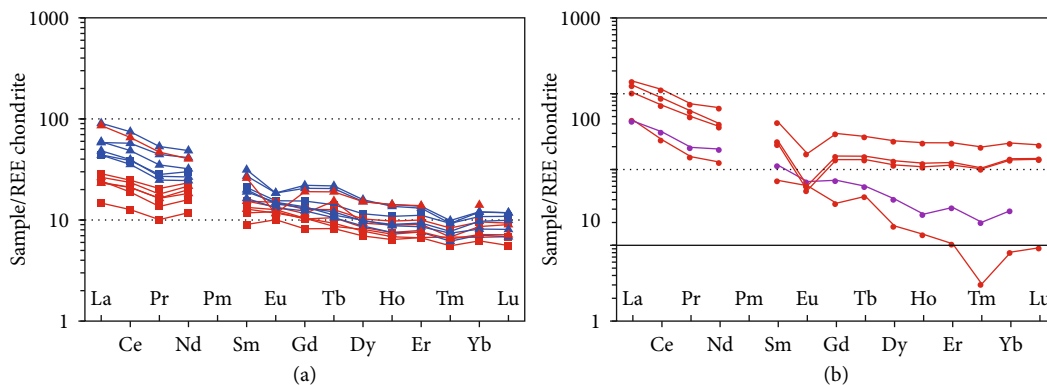 1000
100
10
1
Sample/REE chondrite
La Pr Pm Eu Tb Ho Tm Lu
Ce Nd Sm Gd Dy Er Yb
(a)
1000
100
10
1
Sample/REE chondrite
La Pr Pm Eu Tb Ho Tm Lu
Ce Nd Sm Gd Dy Er Yb
(b)